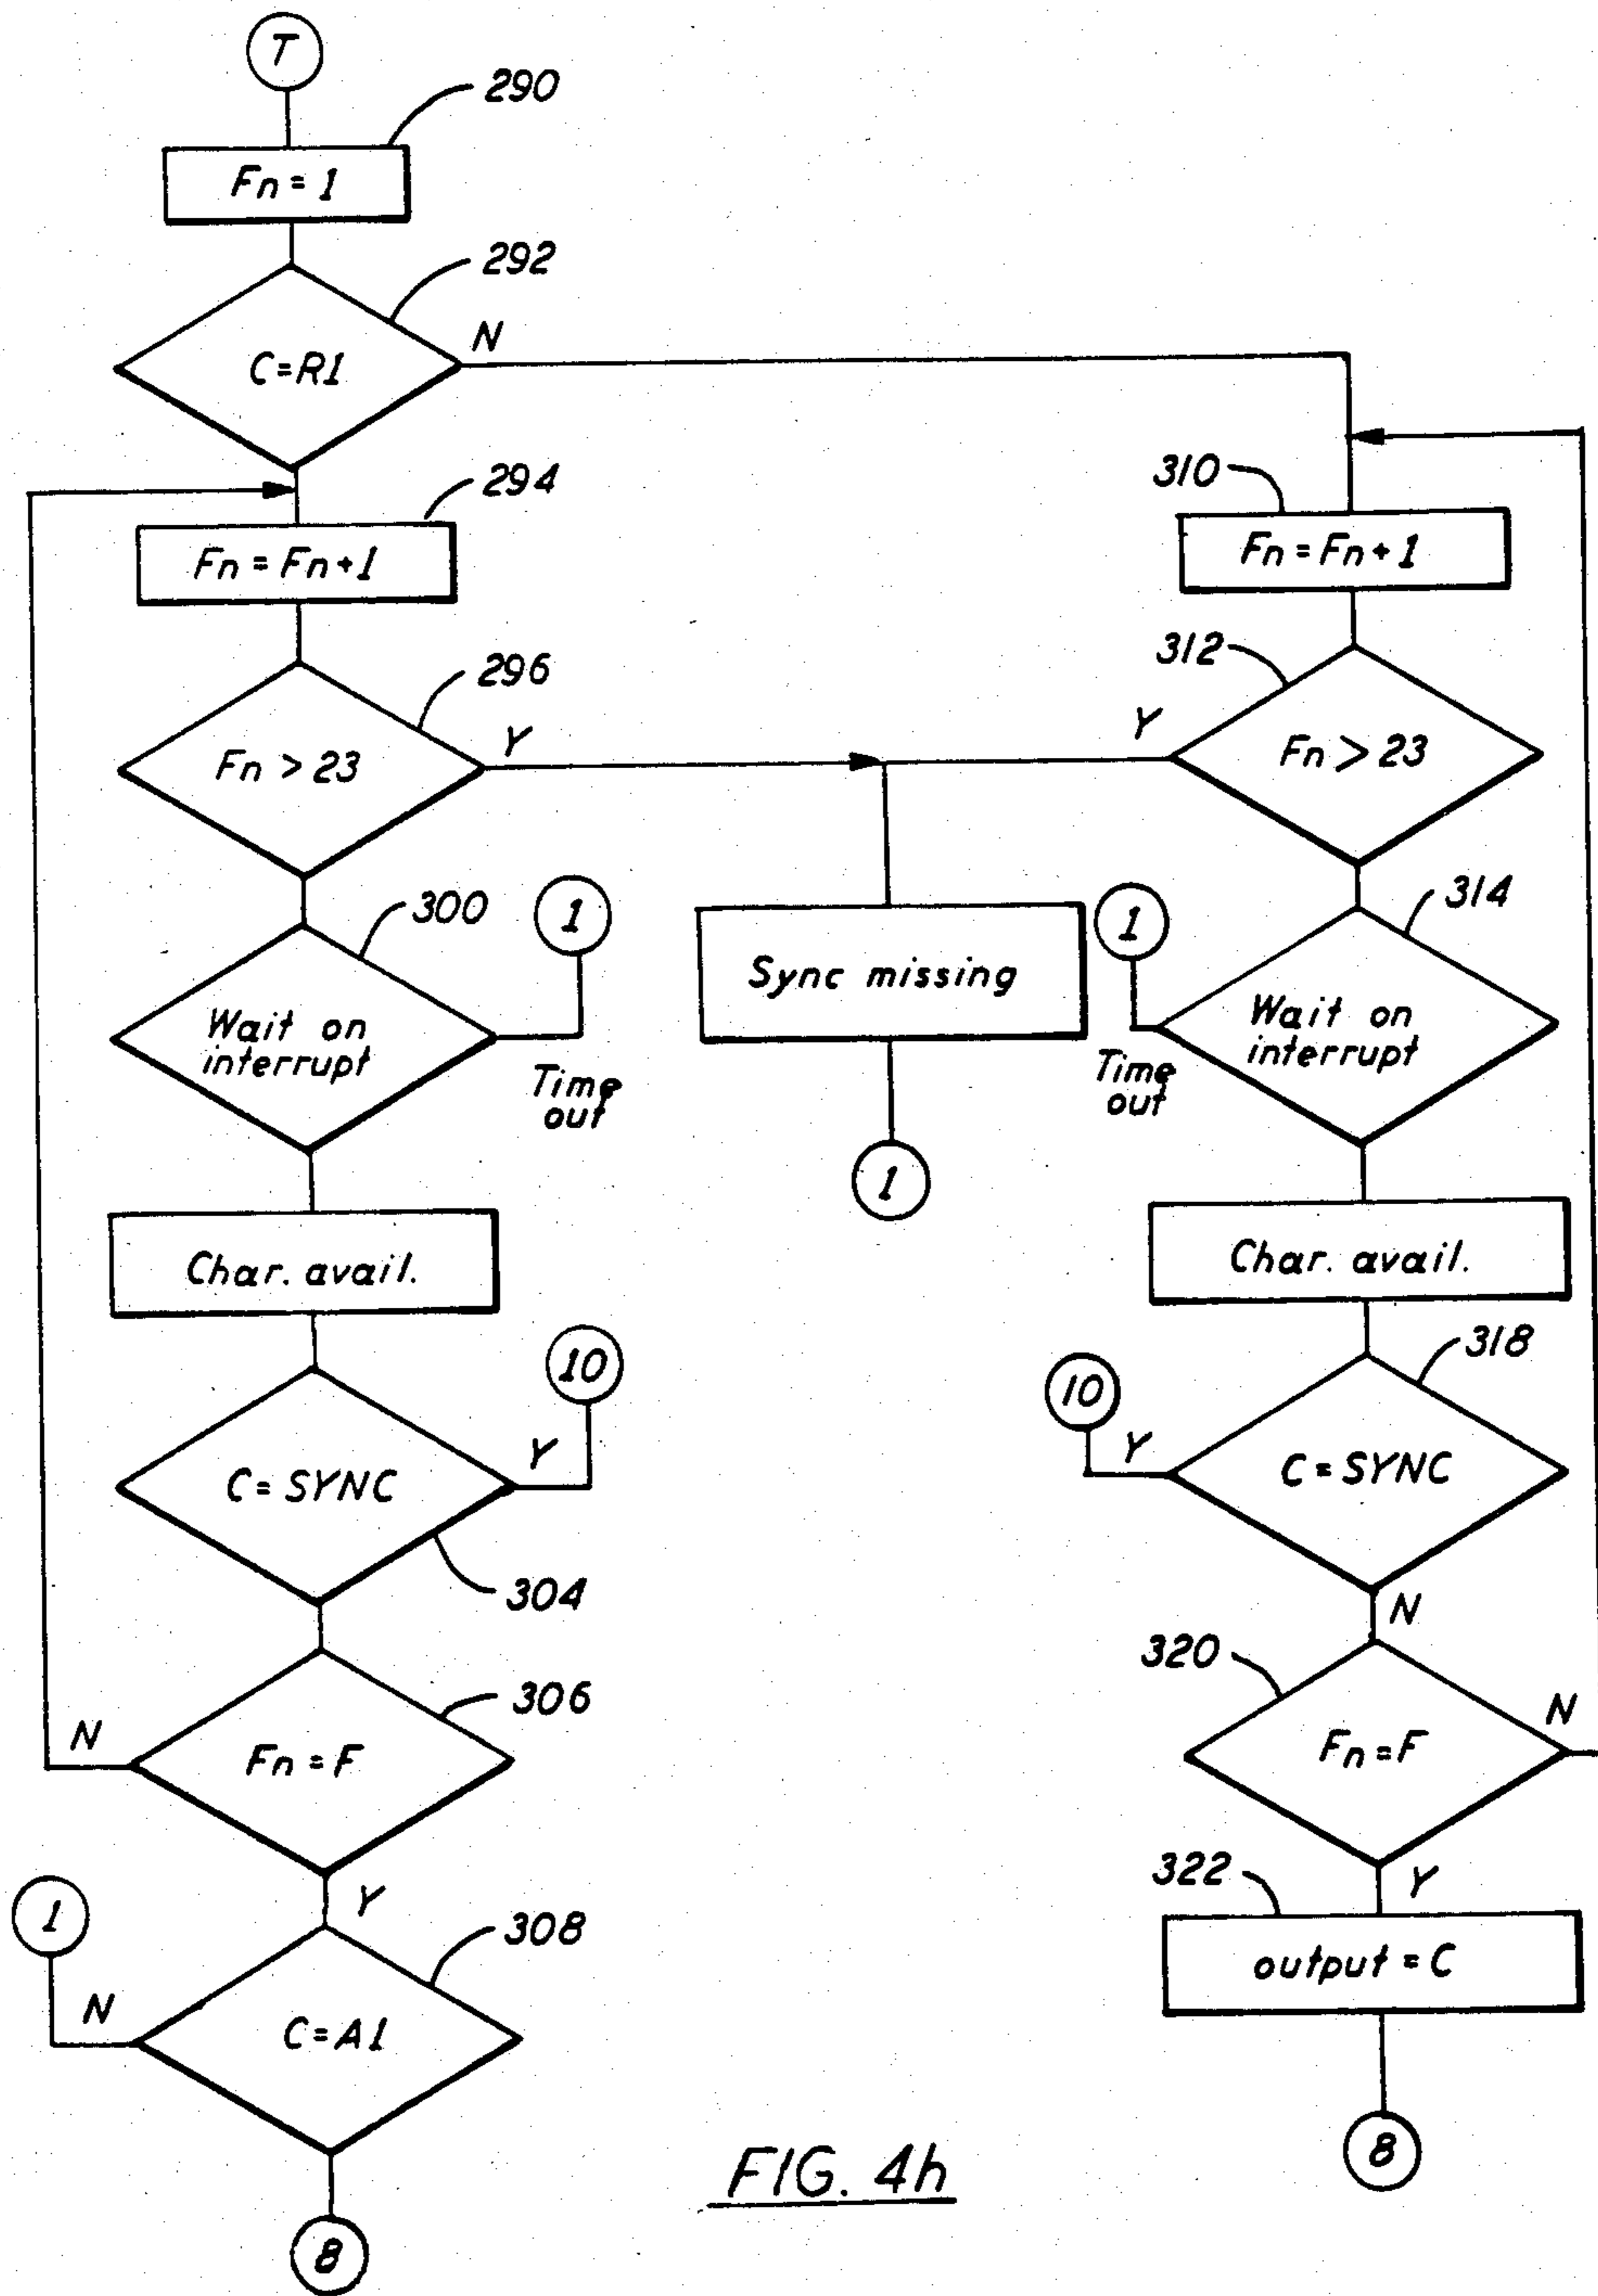 T
290
Fn = 1
292
C=R1
N
294
Fn = Fn+1
310
Fn = Fn+1
296
Fn > 23
Y
312
Fn > 23
Y
300
Wait on
interrupt
1
Time
out
Sync missing
1
314
Wait on
interrupt
1
Time
out
Char. avail.
Char. avail.
10
304
C = SYNC
Y
10
318
C = SYNC
Y
N
306
Fn = F
N
Y
320
Fn = F
N
Y
1
308
C=A1
N
322
output = C
8
8
FIG. 4h